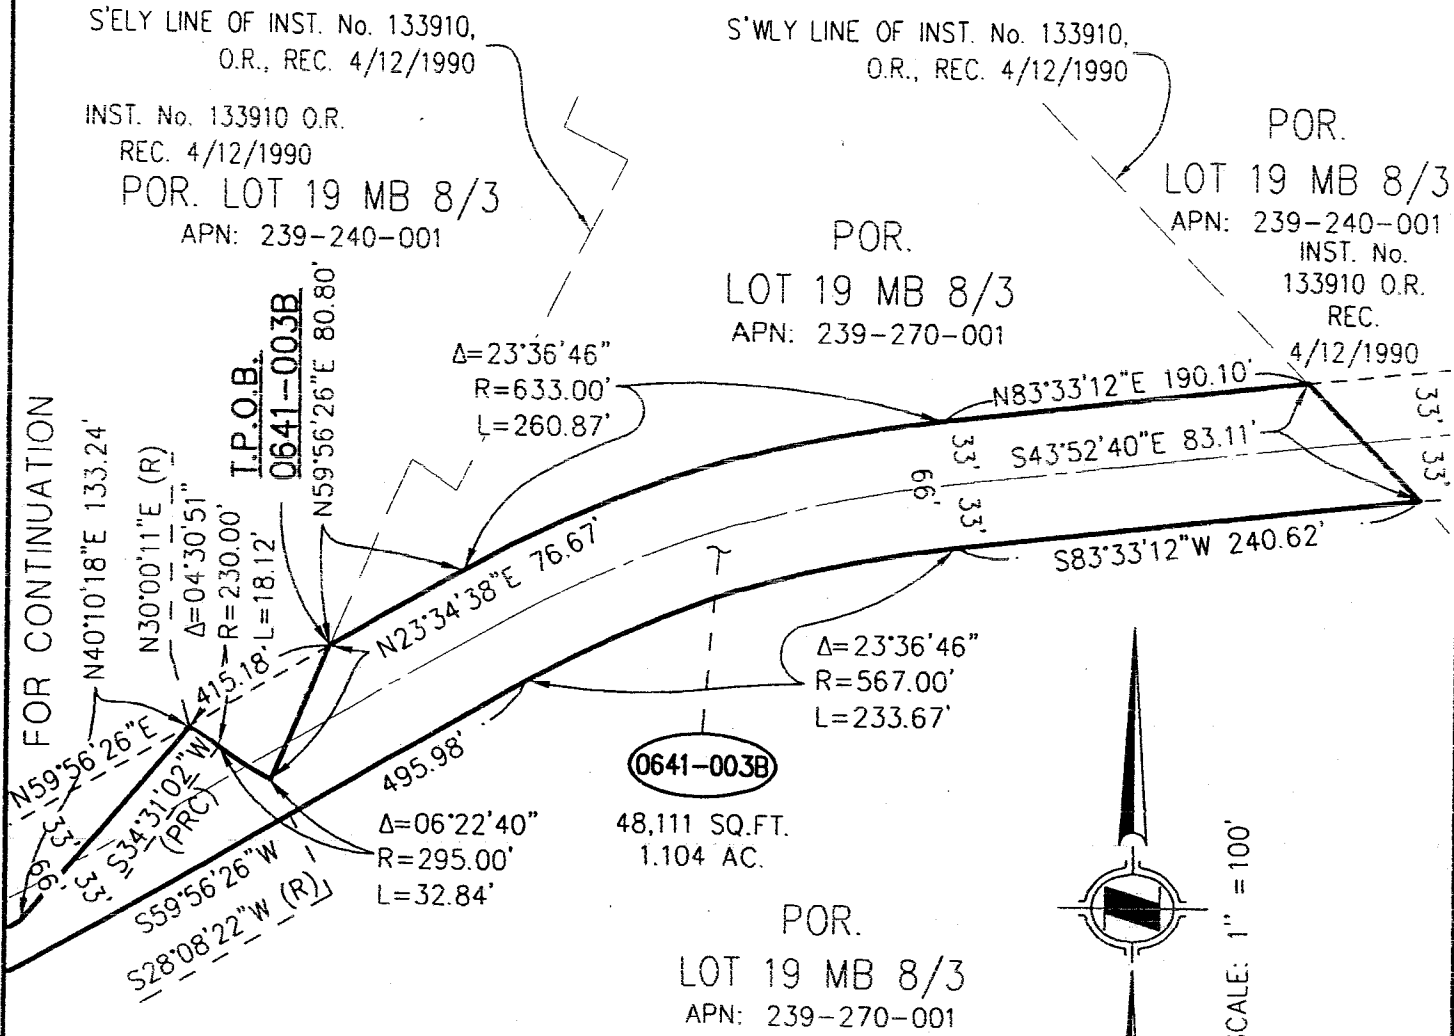 S'ELY LINE OF INST. No. 133910,
O.R., REC. 4/12/1990
S'WLY LINE OF INST. No. 133910,
O.R., REC. 4/12/1990
INST. No. 133910 O.R.
REC. 4/12/1990
POR. LOT 19 MB 8/3
APN: 239-240-001
POR.
LOT 19 MB 8/3
APN: 239-240-001
INST. No.
133910 O.R.
REC.
4/12/1990
POR.
LOT 19 MB 8/3
APN: 239-270-001
T.P.O.B.
0641-003B
N59°56'26"E 80.80'
Δ=23°36'46"
R=633.00'
L=260.87'
N83°33'12"E 190.10'
S43°52'40"E 83.11'
33'
33'
33'
66'
33'
S83°33'12"W 240.62'
FOR CONTINUATION
N40°10'18"E 133.24'
N30°00'11"E (R)
Δ=04°30'51"
R=230.00'
L=18.12'
N23°34'38"E 76.67'
415.18'
N59°56'26"E
S34°31'02"W
(PRC)
33'
66'
33'
495.98'
S59°56'26"W
S28°08'22"W (R)
Δ=06°22'40"
R=295.00'
L=32.84'
Δ=23°36'46"
R=567.00'
L=233.67'
0641-003B
48,111 SQ.FT.
1.104 AC.
POR.
LOT 19 MB 8/3
APN: 239-270-001
SCALE: 1" = 100'